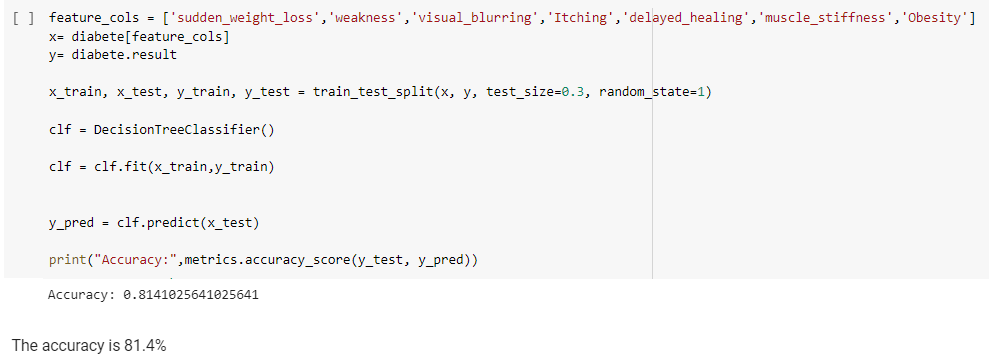 [ ] feature_cols = ['sudden_weight_loss','weakness','visual_blurring','Itching','delayed_healing','muscle_stiffness','Obesity']
x= diabete[feature_cols]
y= diabete.result
x_train, x_test, y_train, y_test = train_test_split(x, y, test_size=0.3, random_state=1)
clf = DecisionTreeClassifier()
clf = clf.fit(x_train,y_train)
y_pred = clf.predict(x_test)
print("Accuracy:",metrics.accuracy_score(y_test, y_pred))
Accuracy: 0.8141025641025641
The accuracy is 81.4%